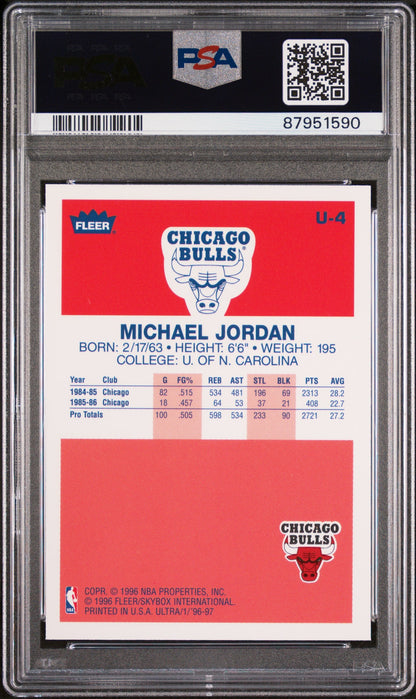 PSA
87951590
FLEER
U-4
CHICAGO
BULLS
MICHAEL JORDAN
BORN: 2/17/63 • HEIGHT: 6'6" • WEIGHT: 195
COLLEGE: U. OF N. CAROLINA
Year Club G FG% REB AST STL BLK PTS AVG
1984-85 Chicago 82 .515 534 481 196 69 2313 28.2
1985-86 Chicago 18 .457 64 53 37 21 408 22.7
Pro Totals 100 .505 598 534 233 90 2721 27.2
CHICAGO
BULLS
COPR. © 1996 NBA PROPERTIES, INC.
© 1996 FLEER/SKYBOX INTERNATIONAL.
PRINTED IN U.S.A. ULTRA/1/'96-97